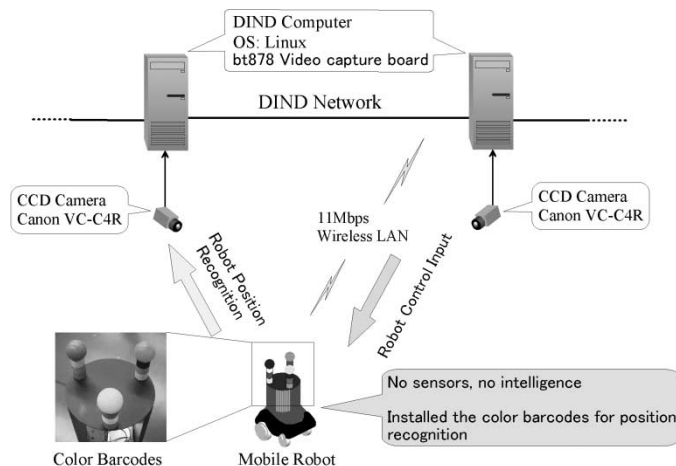 DIND Computer
OS: Linux
bt878 Video capture board
DIND Network
CCD Camera
Canon VC-C4R
CCD Camera
Canon VC-C4R
11Mbps
Wireless LAN
Robot Position
Recognition
Robot Control Input
No sensors, no intelligence
Installed the color barcodes for position
recognition
Color Barcodes
Mobile Robot